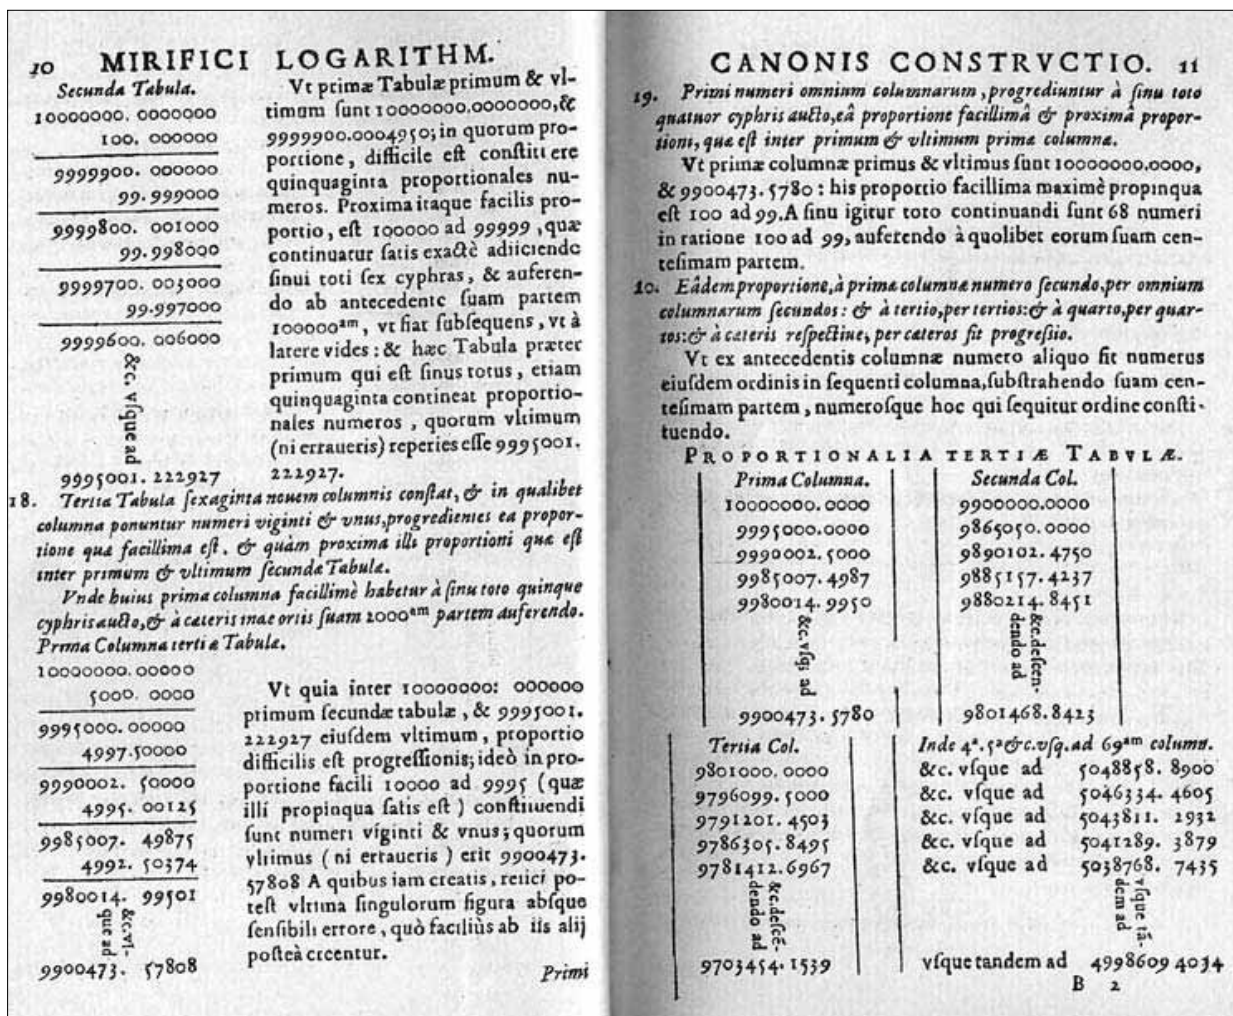 10 MIRIFICI LOGARITHM.
Secunda Tabula.
10000000. 0000000
100. 000000
9999900. 000000
99.999000
9999800. 001000
99.998000
9999700. 003000
99.997000
9999600. 006000
&c. vſque ad
9995001. 222927
Vt primæ Tabulæ primum & vl-
timum ſunt 10000000.0000000,&
9999900.0004950; in quorum pro-
portione, difficile eſt conſtituere
quinquaginta proportionales nu-
meros. Proxima itaque facilis pro-
portio, eſt 100000 ad 99999, quæ
continuatur ſatis exactè adiiciendo
ſinui toti ſex cyphras, & auferen-
do ab antecedente ſuam partem
100000am, vt fiat ſubſequens, vt à
latere vides: & hæc Tabula præter
primum qui eſt ſinus totus, etiam
quinquaginta contineat proportio-
nales numeros, quorum vltimum
(ni erraueris) reperies eſſe 9995001.
222927.
18. Tertia Tabula ſexaginta nouem columnis conſtat, & in qualibet
columna ponuntur numeri viginti & vnus,progredientes ea propor-
tione quæ facillima eſt, & quàm proxima illi proportioni quæ eſt
inter primum & vltimum ſecundæ Tabulæ.
Vnde huius prima columna facillimè habetur à ſinu toto quinque
cyphris aucto,& à cæteris inde ortis ſuam 2000am partem auferendo.
Prima Columna tertiæ Tabulæ.
10000000.00000
5000. 0000
9995000.00000
4997.50000
9990002. 50000
4995. 00125
9985007. 49875
4992. 50374
9980014. 99501
&c. vſ-
que ad
9900473. 57808
Vt quia inter 10000000: 000000
primum ſecundæ tabulæ, & 9995001.
222927 eiuſdem vltimum, proportio
difficilis eſt progreſſionis; ideò in pro-
portione facili 10000 ad 9995 (quæ
illi propinqua ſatis eſt) conſtituendi
ſunt numeri viginti & vnus; quorum
vltimus (ni erraueris) erit 9900473.
57808 A quibus iam creatis, reiici po-
teſt vltima ſingulorum figura abſque
ſenſibili errore, quò faciliùs ab iis alij
poſteà creentur.
Primi
CANONIS CONSTRVCTIO. 11
19. Primi numeri omnium columnarum, progrediuntur à ſinu toto
quatuor cyphris aucto,eâ proportione facillimâ & proximâ propor-
tioni, quæ eſt inter primum & vltimum primæ columnæ.
Vt primæ columnæ primus & vltimus ſunt 10000000.0000,
& 9900473. 5780: his proportio facillima maximè propinqua
eſt 100 ad 99. A ſinu igitur toto continuandi ſunt 68 numeri
in ratione 100 ad 99, auferendo à quolibet eorum ſuam cen-
teſimam partem.
20. Eâdem proportione,à primæ columnæ numero ſecundo,per omnium
columnarum ſecundos: & à tertio,per tertios:& à quarto,per quar-
tos:& à cæteris reſpectiue, per cæteros fit progreſſio.
Vt ex antecedentis columnæ numero aliquo fit numerus
eiuſdem ordinis in ſequenti columna,ſubſtrahendo ſuam cen-
teſimam partem, numeroſque hoc qui ſequitur ordine conſti-
tuendo.
PROPORTIONALIA TERTIÆ TABVLÆ.
Prima Columna.
10000000. 0000
9995000.0000
9990002. 5000
9985007. 4987
9980014. 9950
&c. vſq; ad
9900473. 5780
Secunda Col.
9900000.0000
9865050.0000
9890102. 4750
9885157. 4237
9880214. 8451
&c. deſcen-
dendo ad
9801468.8423
Tertia Col.
9801000. 0000
9796099. 5000
9791201. 4503
9786305. 8495
9781412.6967
&c. deſcē-
dendo ad
9703454. 1539
Inde 4ª. 5ª &c. vſq. ad 69am column.
&c. vſque ad 5048858. 8900
&c. vſque ad 5046334. 4605
&c. vſque ad 5043811. 2932
&c. vſque ad 5041289. 3879
&c. vſque ad 5038768. 7435
vſque tā-
dem ad
vſque tandem ad 4998609 4034
B 2